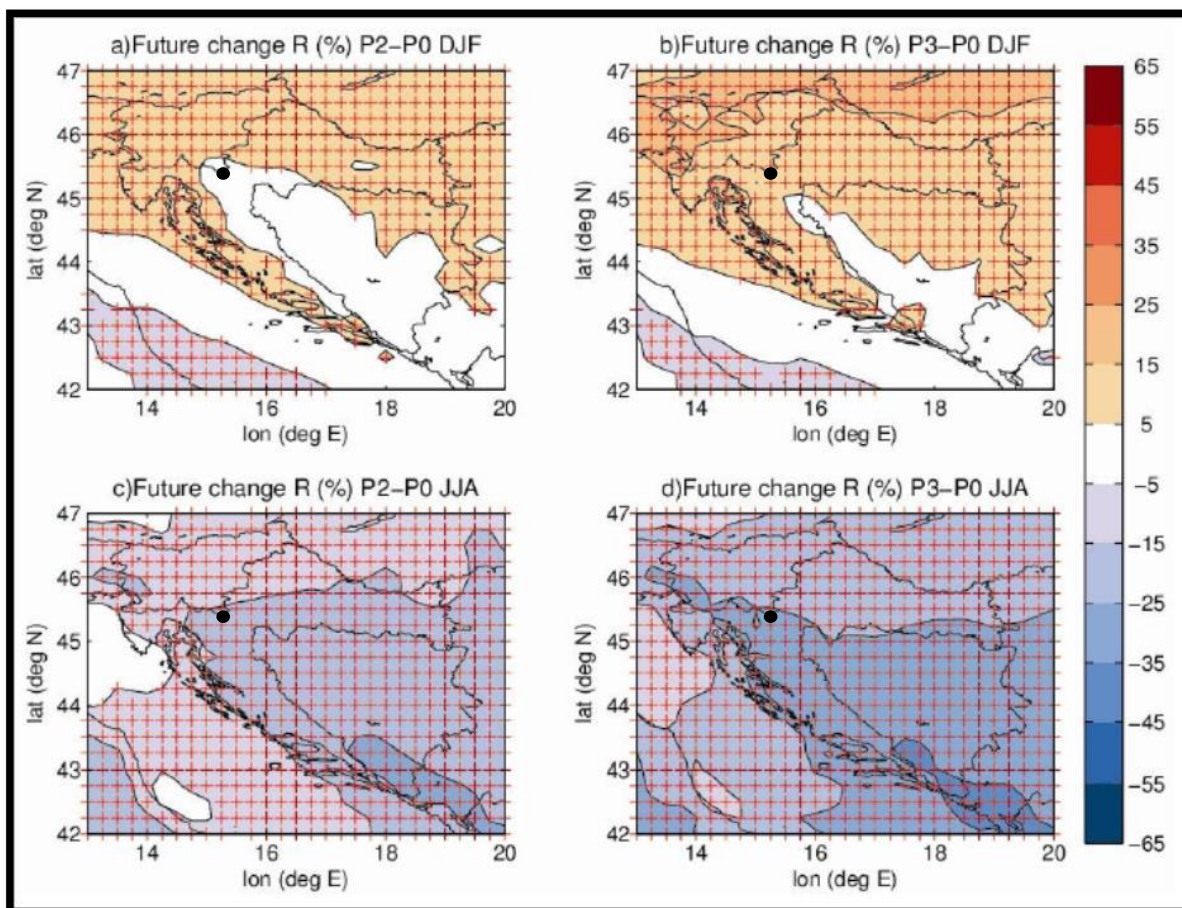 a)Future change R (%) P2-P0 DJF
47
46
45
44
43
42
lat (deg N)
14 16 18 20
lon (deg E)
b)Future change R (%) P3-P0 DJF
47
46
45
44
43
42
lat (deg N)
14 16 18 20
lon (deg E)
c)Future change R (%) P2-P0 JJA
47
46
45
44
43
42
lat (deg N)
14 16 18 20
lon (deg E)
d)Future change R (%) P3-P0 JJA
47
46
45
44
43
42
lat (deg N)
14 16 18 20
lon (deg E)
65
55
45
35
25
15
5
-5
-15
-25
-35
-45
-55
-65